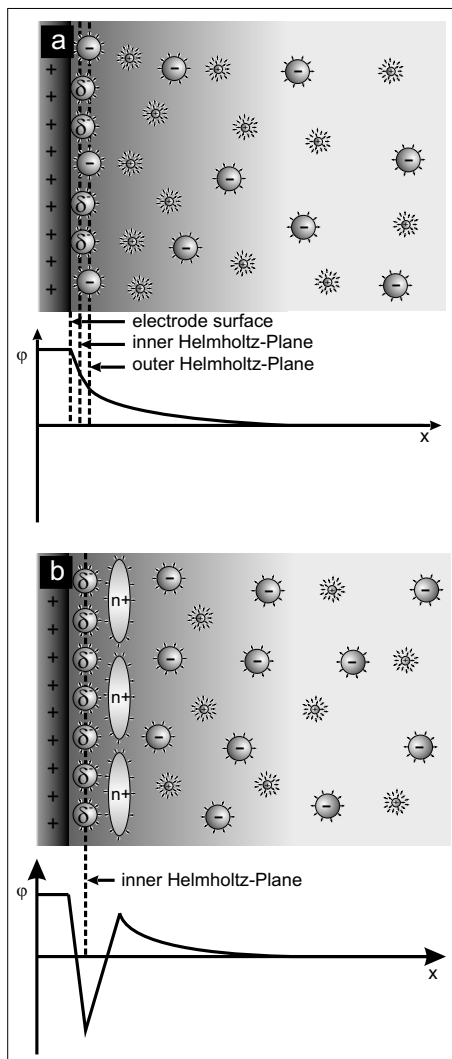 a
δ-
δ-
δ-
δ-
electrode surface
inner Helmholtz-Plane
outer Helmholtz-Plane
φ
x
b
δ-
n+
δ-
δ-
δ-
n+
δ-
δ-
n+
δ-
inner Helmholtz-Plane
φ
x